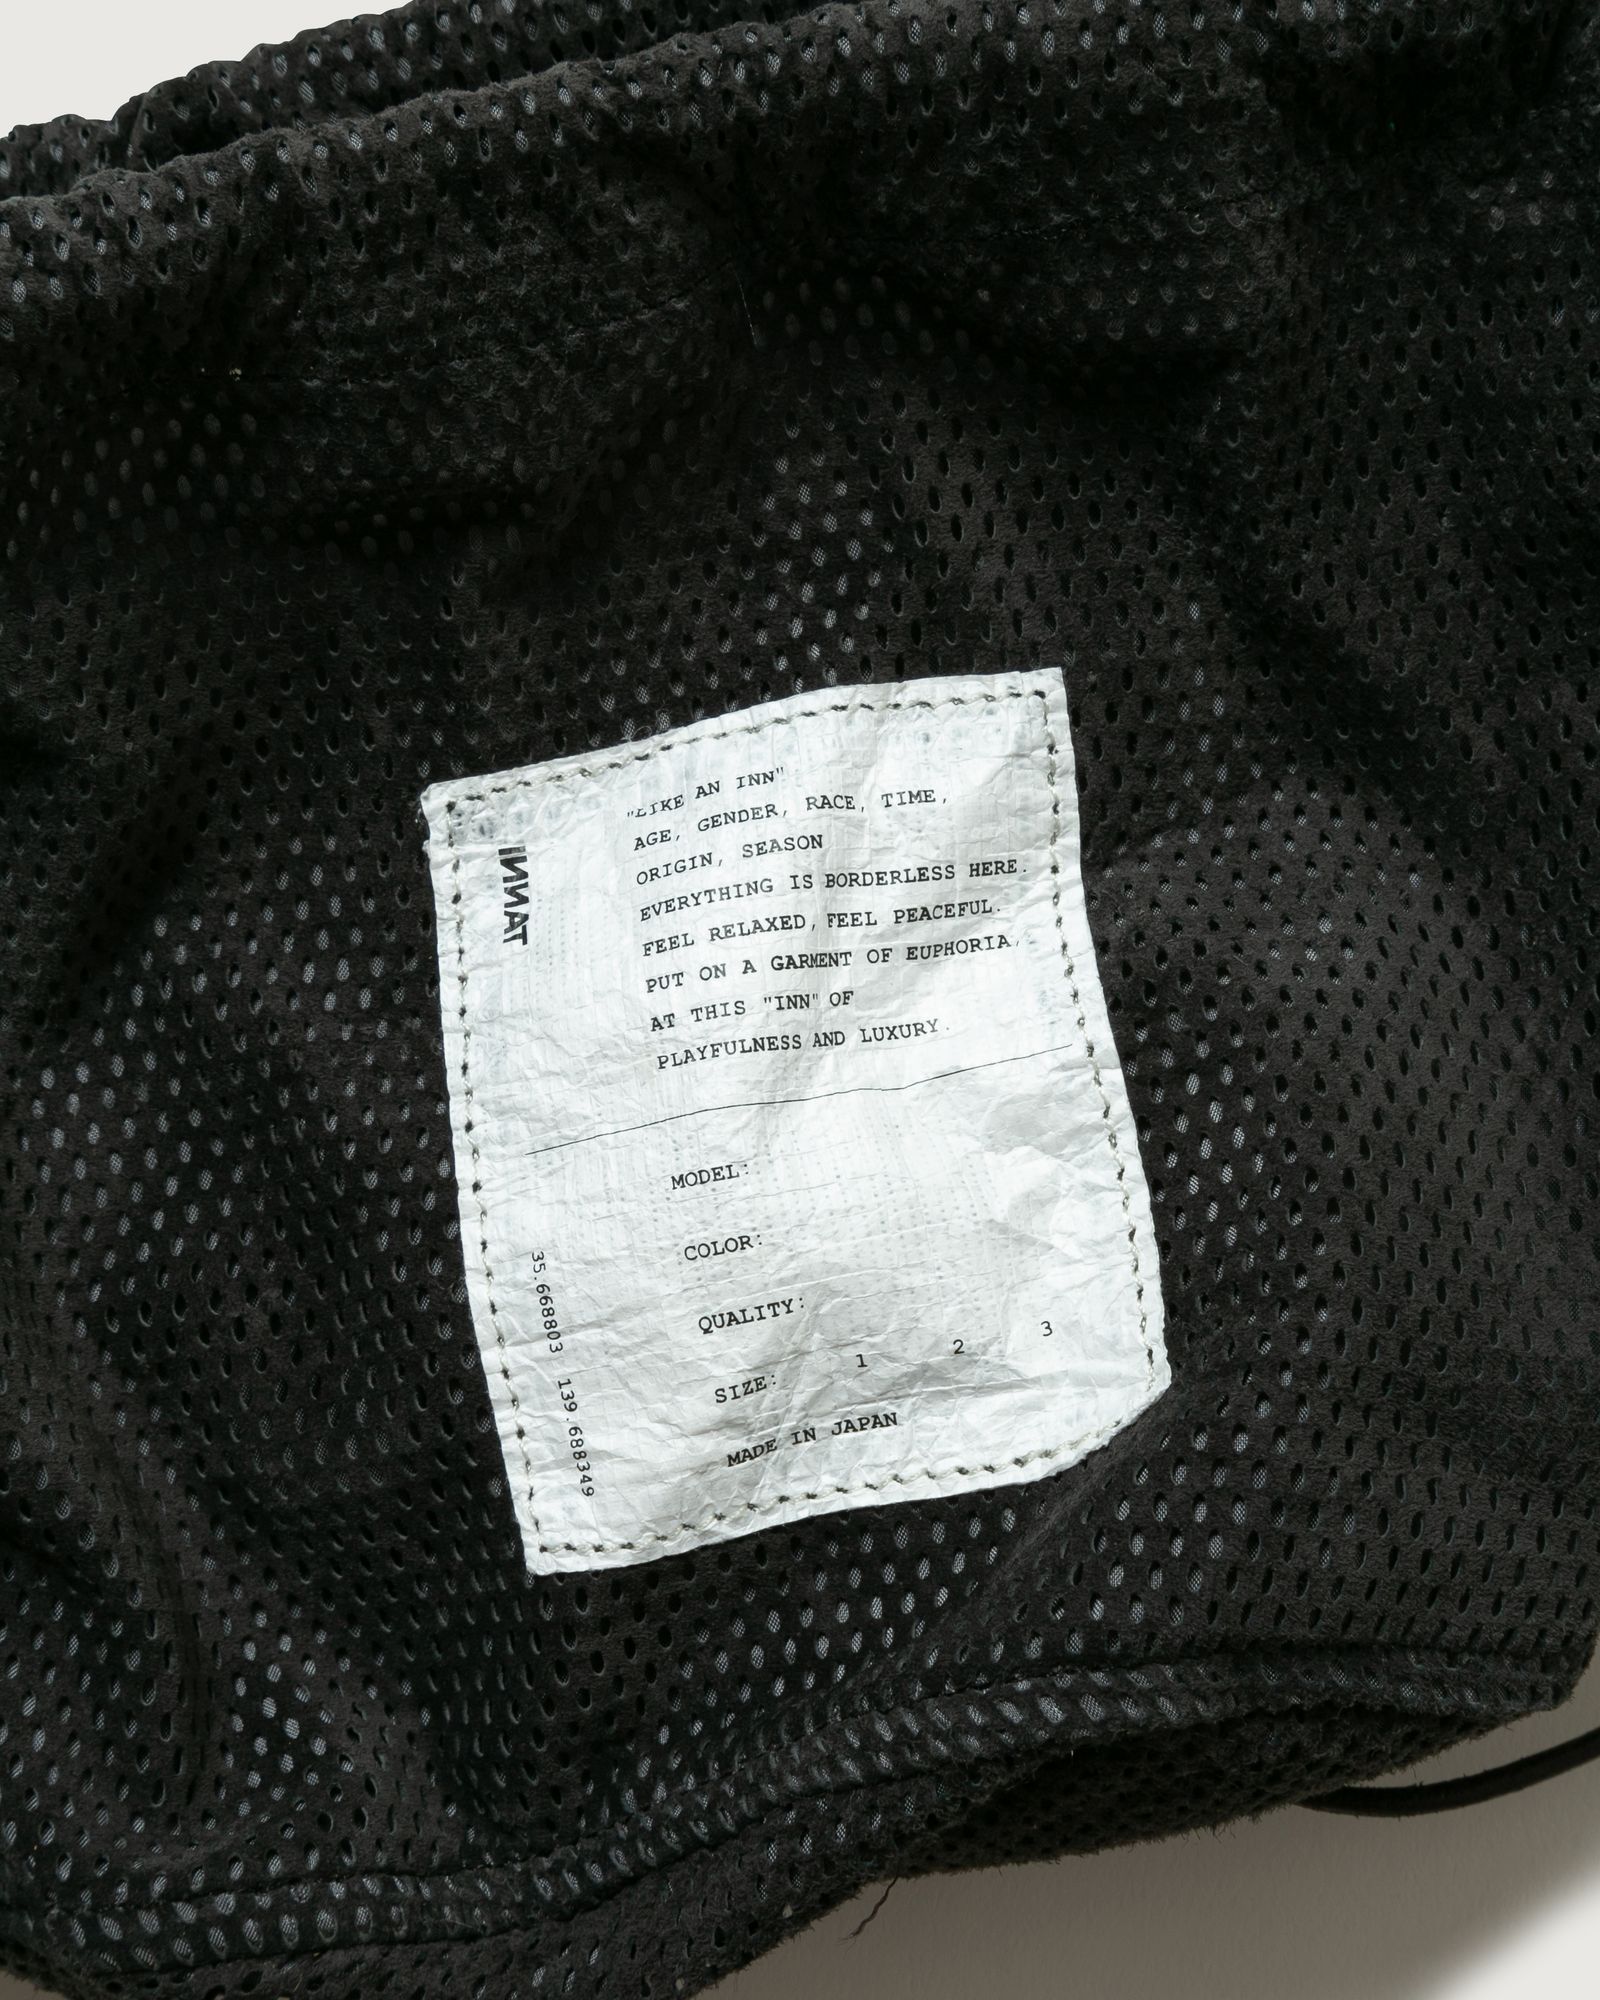 "LIKE AN INN"
AGE, GENDER, RACE, TIME,
ORIGIN, SEASON
EVERYTHING IS BORDERLESS HERE.
FEEL RELAXED, FEEL PEACEFUL.
PUT ON A GARMENT OF EUPHORIA,
AT THIS "INN" OF
PLAYFULNESS AND LUXURY.
INNAT
MODEL:
COLOR:
QUALITY:
SIZE: 1 2 3
MADE IN JAPAN
35.668803 139.688349